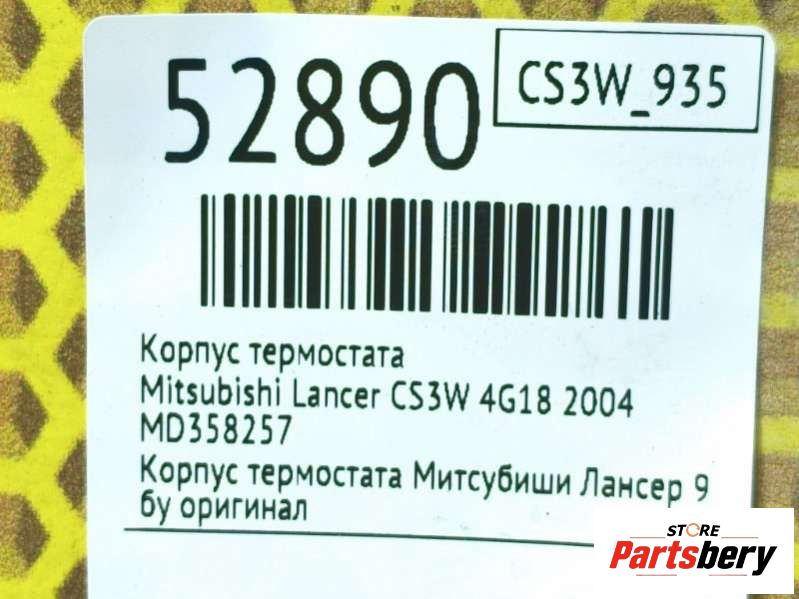 52890
CS3W_935
Корпус термостата
Mitsubishi Lancer CS3W 4G18 2004
MD358257
Корпус термостата Митсубиши Лансер 9
бу оригинал
STORE
Partsbery